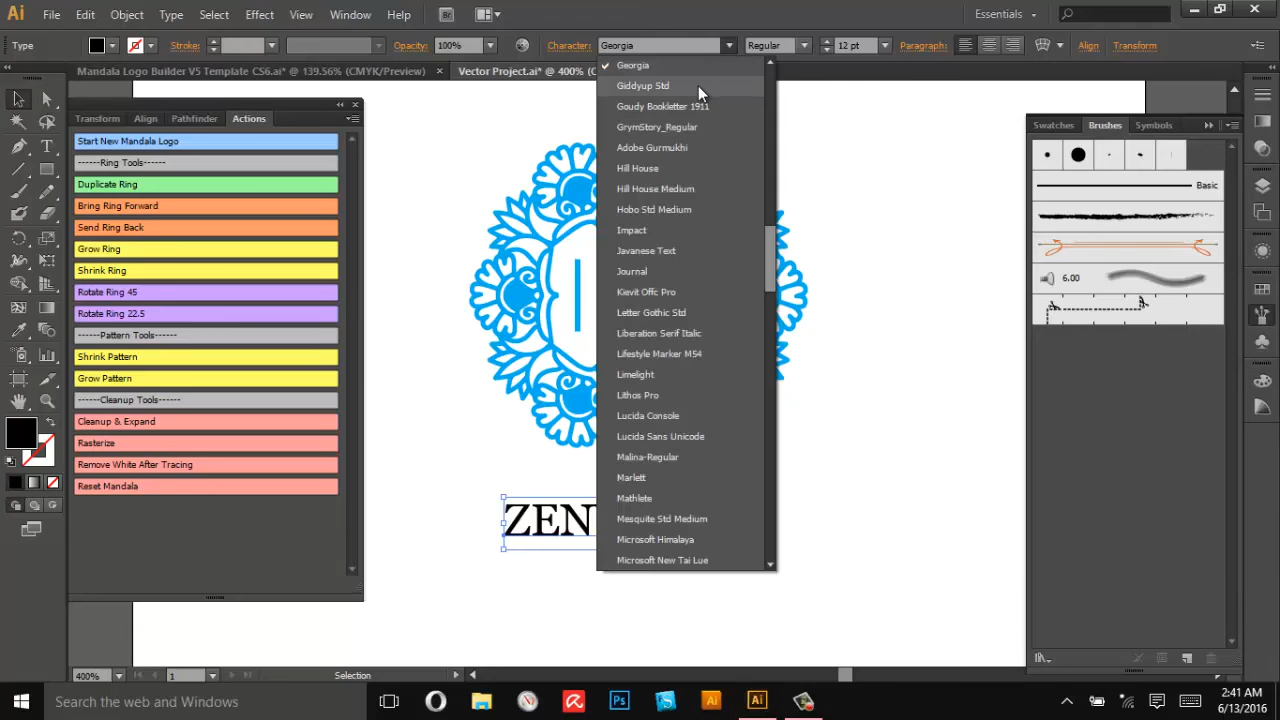 Ai File Edit Object Type Select Effect View Window Help Br Essentials
Type Stroke: Opacity: 100% Character: Georgia Regular 12 pt Paragraph: Align Transform
Mandala Logo Builder V5 Template CS6.ai* @ 139.56% (CMYK/Preview) × Vector Project.ai* @ 400% (C
Transform Align Pathfinder Actions
Start New Mandala Logo
------Ring Tools-----
Duplicate Ring
Bring Ring Forward
Send Ring Back
Grow Ring
Shrink Ring
Rotate Ring 45
Rotate Ring 22.5
-----Pattern Tools------
Shrink Pattern
Grow Pattern
------Cleanup Tools-----
Cleanup & Expand
Rasterize
Remove White After Tracing
Reset Mandala
Georgia
Giddyup Std
Goudy Bookletter 1911
GrymStory_Regular
Adobe Gurmukhi
Hill House
Hill House Medium
Hobo Std Medium
Impact
Javanese Text
Journal
Kievit Offc Pro
Letter Gothic Std
Liberation Serif Italic
Lifestyle Marker M54
Limelight
Lithos Pro
Lucida Console
Lucida Sans Unicode
Malina-Regular
Marlett
Mathlete
Mesquite Std Medium
Microsoft Himalaya
Microsoft New Tai Lue
ZEN
Swatches Brushes Symbols
Basic
6.00
400% 1 Selection
Search the web and Windows
Ps Ai Ai
2:41 AM
6/13/2016